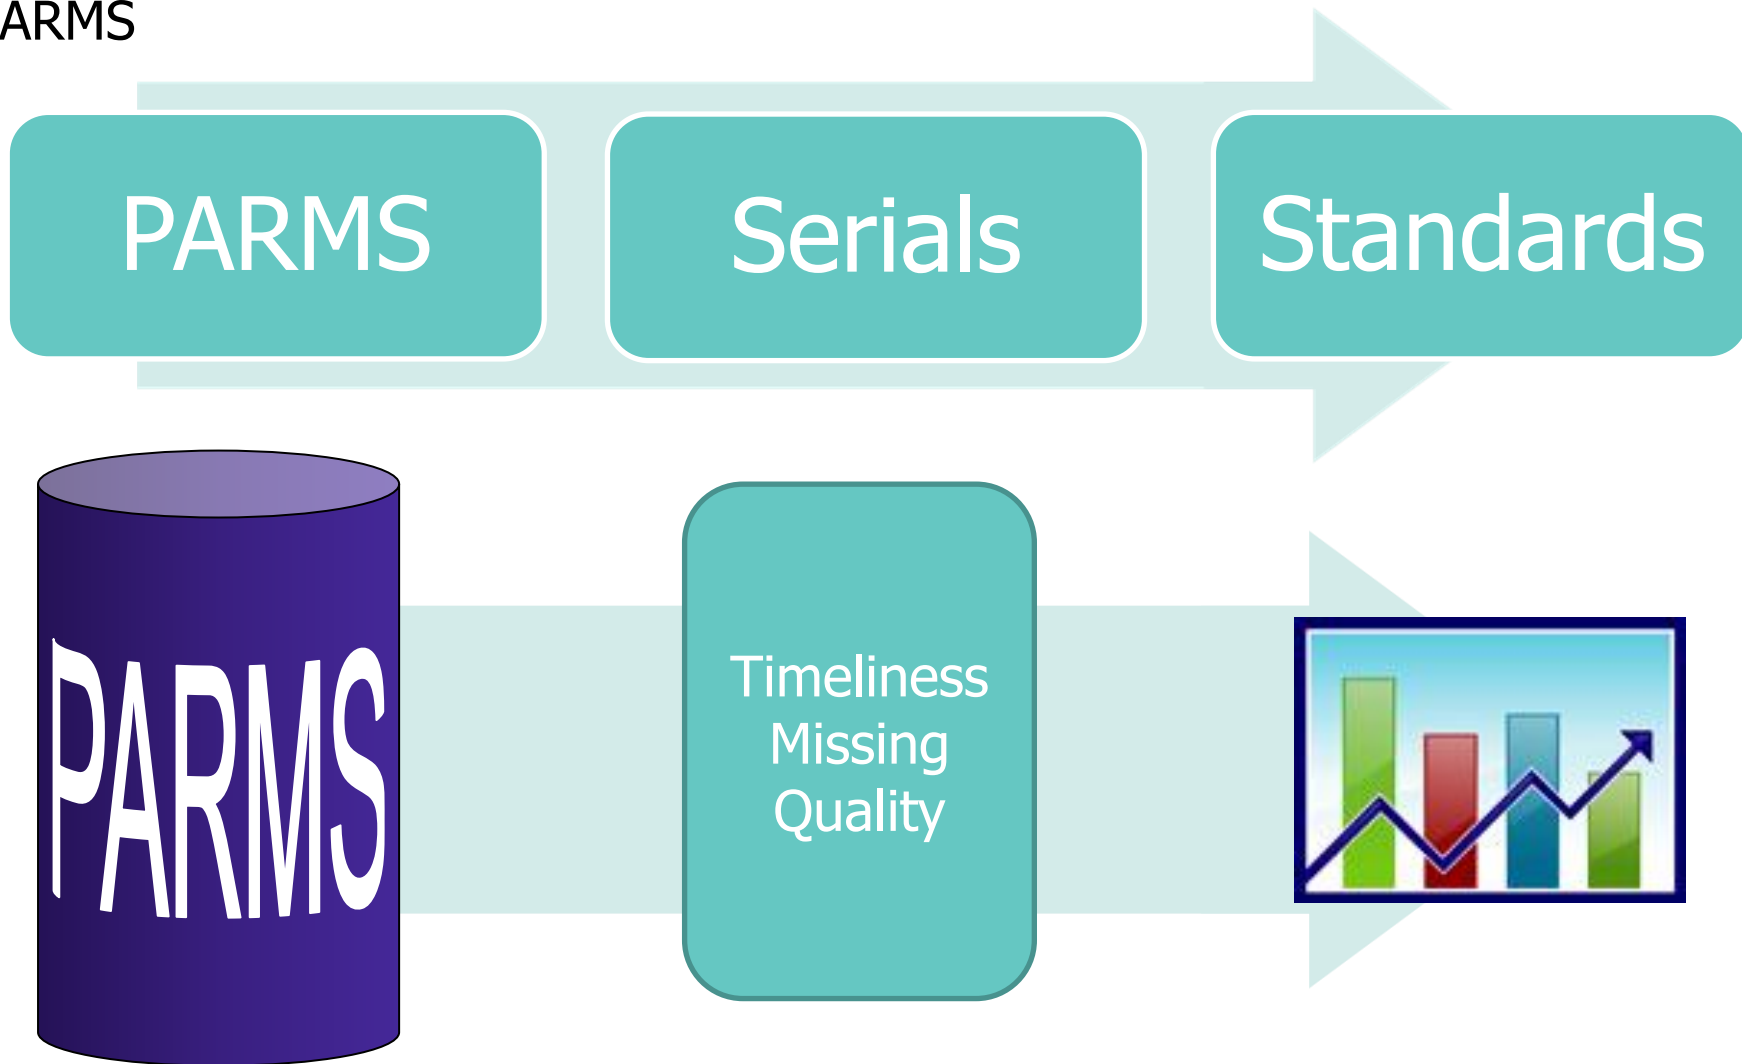 ARMS
PARMS
Serials
Standards
PARMS
Timeliness
Missing
Quality